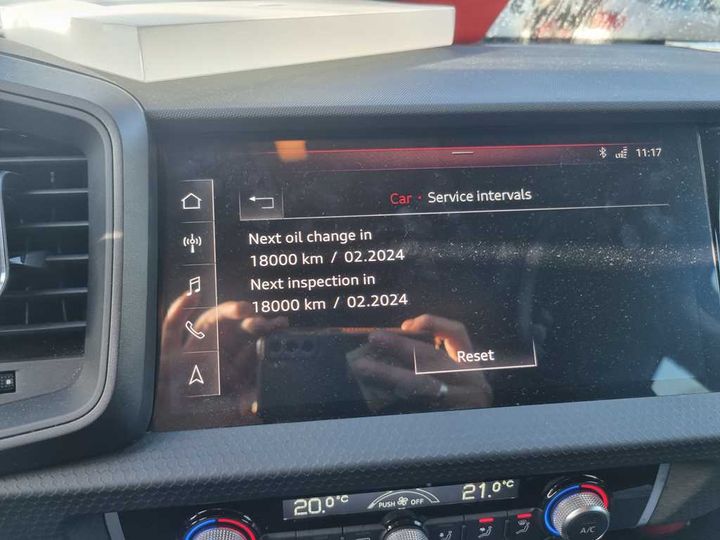 LTE 11:17
Car · Service intervals
Next oil change in
18000 km / 02.2024
Next inspection in
18000 km / 02.2024
Reset
20.0°C PUSH OFF 21.0°C
A/C